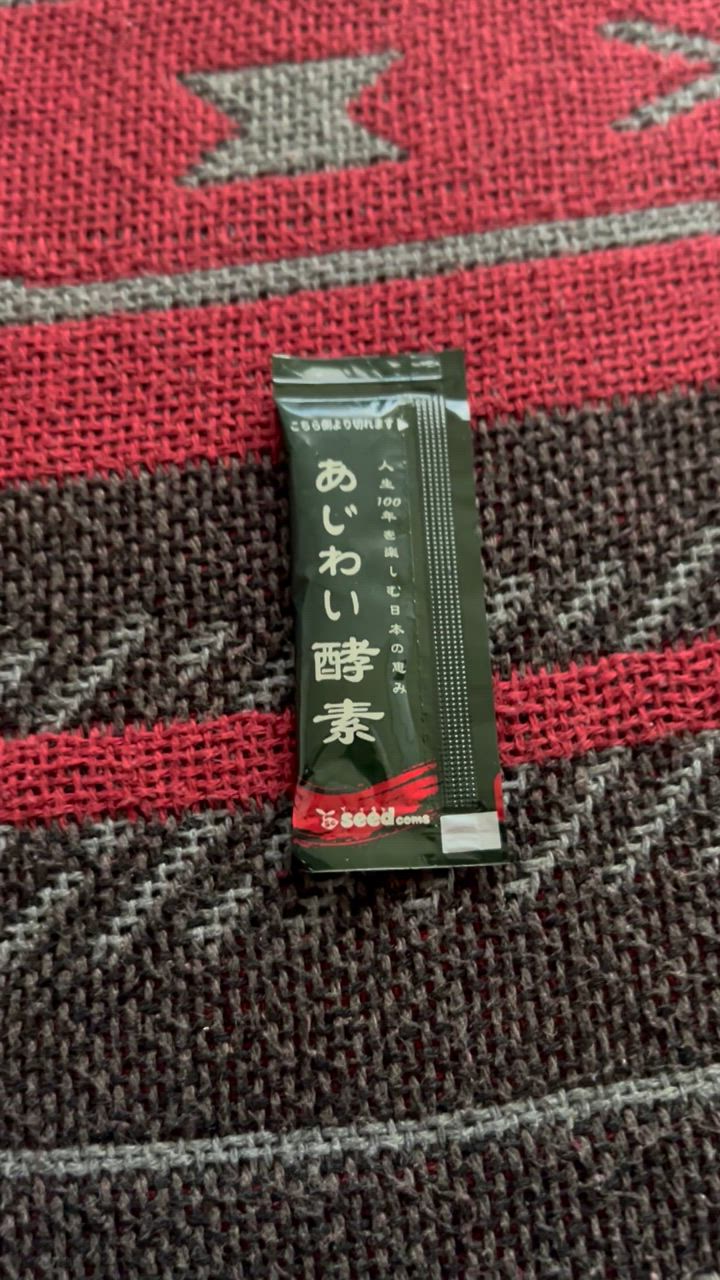 こちら側より切れます▶
人生100年を楽しむ日本の恵み
あじわい酵素
seedcoms